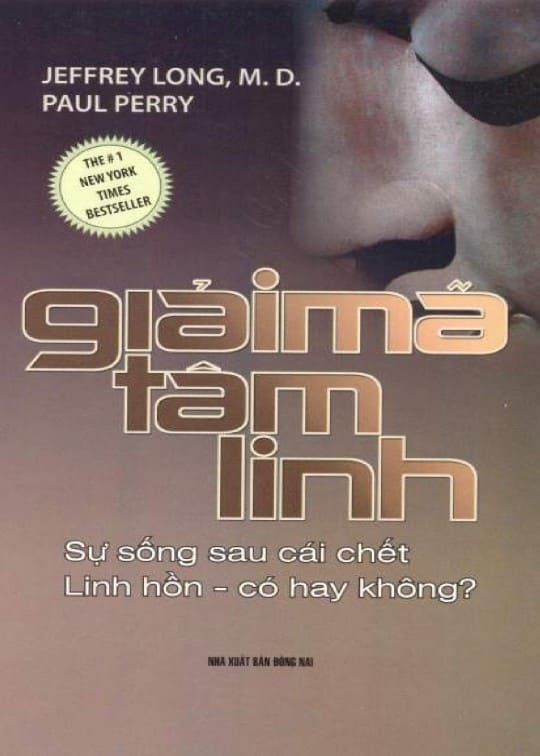 JEFFREY LONG, M. D.
PAUL PERRY
THE # 1
NEW YORK
TIMES
BESTSELLER
giải mã
tâm
linh
Sự sống sau cái chết
Linh hồn - có hay không?
NHÀ XUẤT BẢN ĐỒNG NAI